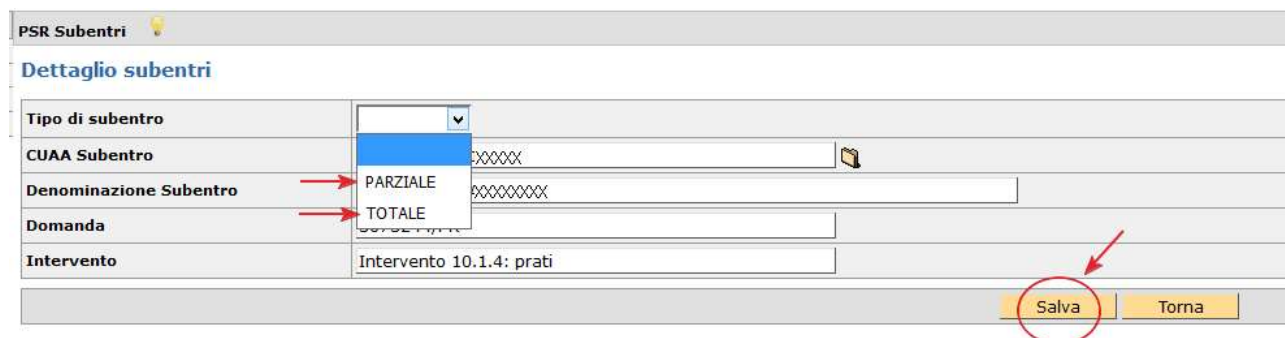 PSR Subentri
Dettaglio subentri
Tipo di subentro
CUAA Subentro XXXXX
PARZIALE
Denominazione Subentro XXXXXXXX
TOTALE
Domanda
Intervento Intervento 10.1.4: prati
Salva Torna